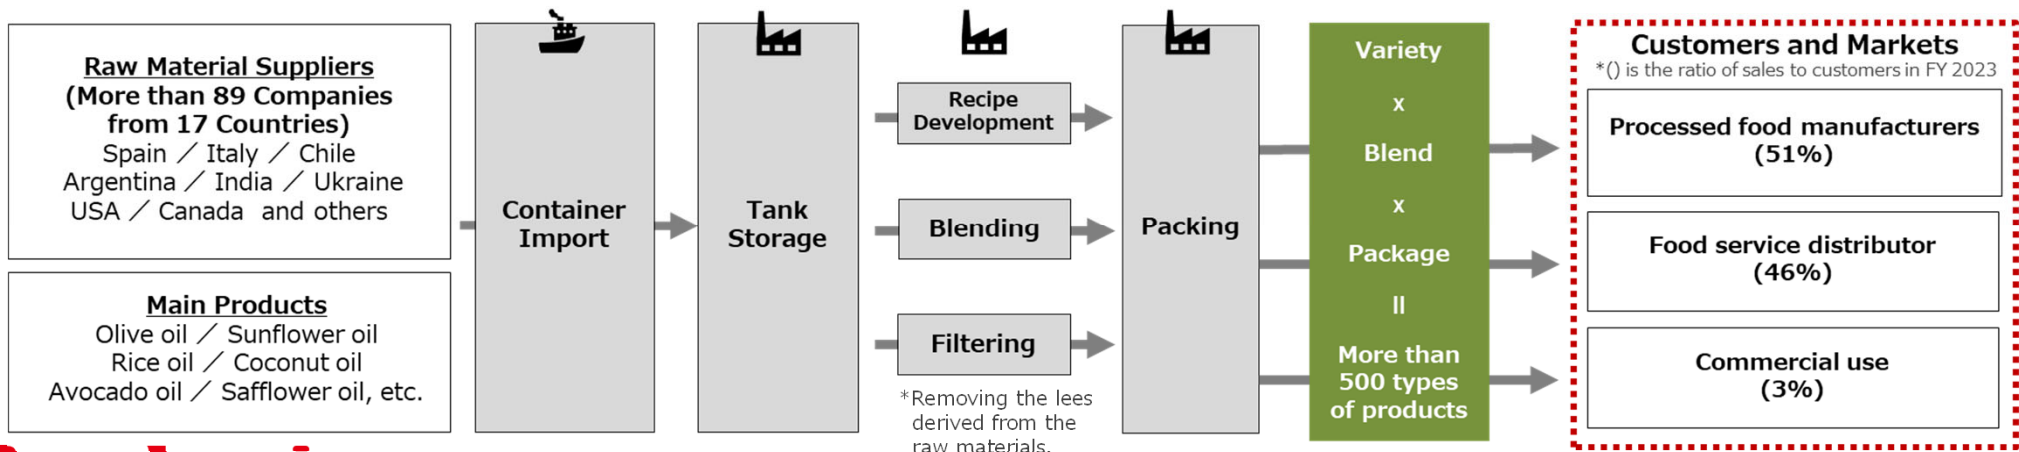 Raw Material Suppliers
(More than 89 Companies
from 17 Countries)
Spain ／ Italy ／ Chile
Argentina ／ India ／ Ukraine
USA ／ Canada and others
Main Products
Olive oil ／ Sunflower oil
Rice oil ／ Coconut oil
Avocado oil ／ Safflower oil, etc.
Container
Import
Tank
Storage
Recipe
Development
Blending
Filtering
*Removing the lees
derived from the
raw materials.
Packing
Variety
x
Blend
x
Package
||
More than
500 types
of products
Customers and Markets
*() is the ratio of sales to customers in FY 2023
Processed food manufacturers
(51%)
Food service distributor
(46%)
Commercial use
(3%)